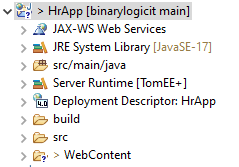 > HrApp [binarylogicit main]
JAX-WS Web Services
JRE System Library [JavaSE-17]
src/main/java
Server Runtime [TomEE+]
Deployment Descriptor: HrApp
build
src
> WebContent